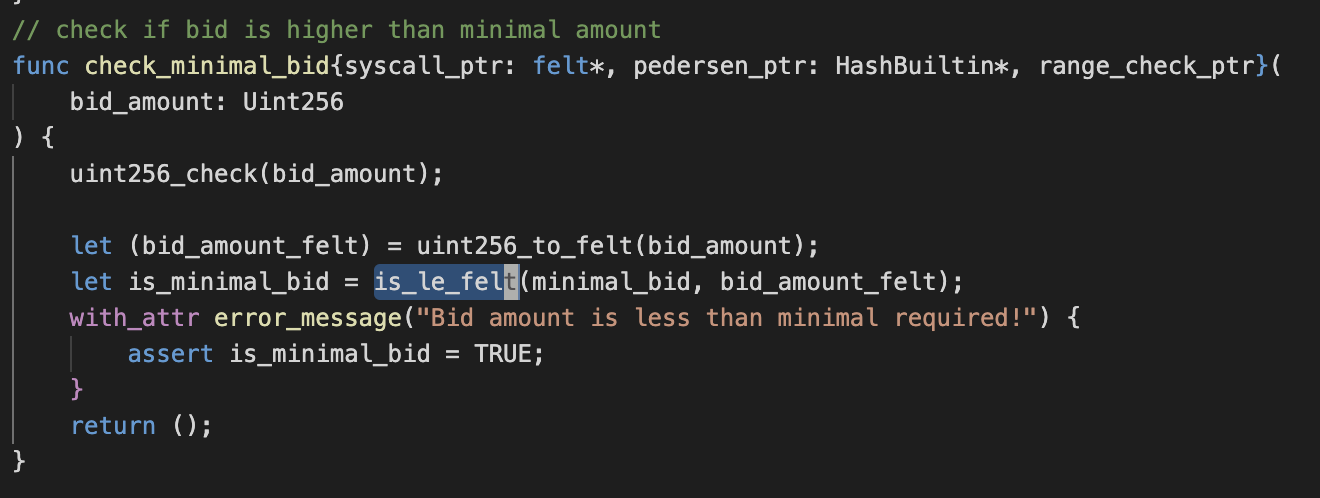 }
// check if bid is higher than minimal amount
func check_minimal_bid{syscall_ptr: felt*, pedersen_ptr: HashBuiltin*, range_check_ptr}(
    bid_amount: Uint256
) {
    uint256_check(bid_amount);

    let (bid_amount_felt) = uint256_to_felt(bid_amount);
    let is_minimal_bid = is_le_felt(minimal_bid, bid_amount_felt);
    with_attr error_message("Bid amount is less than minimal required!") {
        assert is_minimal_bid = TRUE;
    }
    return ();
}